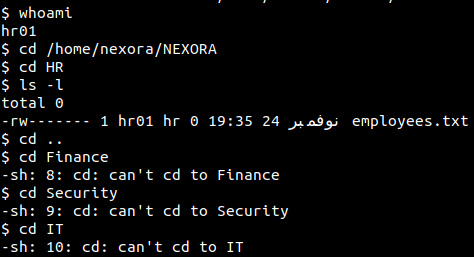 $ whoami
hr01
$ cd /home/nexora/NEXORA
$ cd HR
$ ls -l
total 0
-rw------- 1 hr01 hr 0 19:35 24 نوفمبر employees.txt
$ cd ..
$ cd Finance
-sh: 8: cd: can't cd to Finance
$ cd Security
-sh: 9: cd: can't cd to Security
$ cd IT
-sh: 10: cd: can't cd to IT